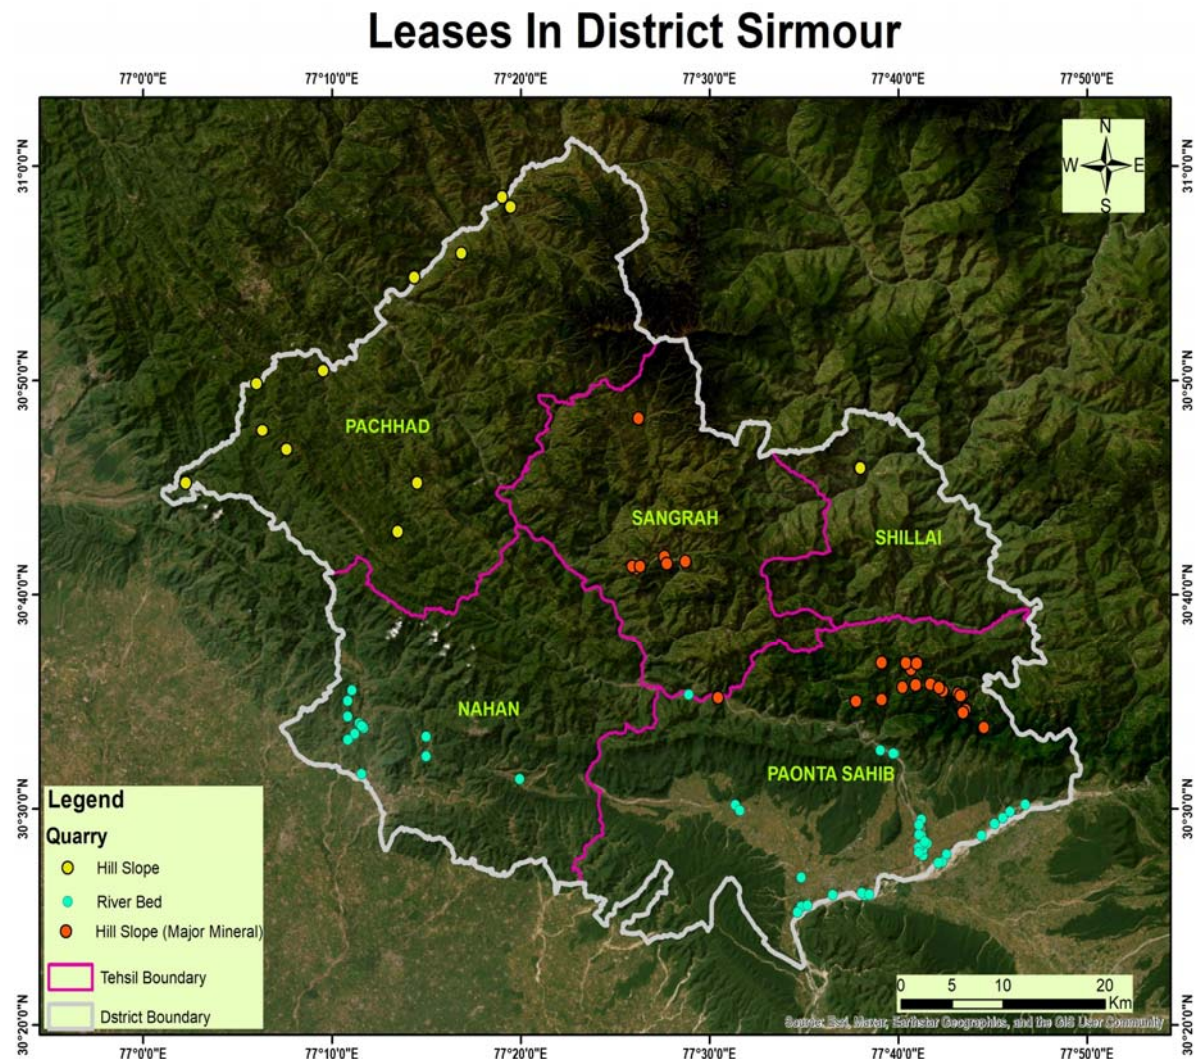 Leases In District Sirmour
77°0'0"E 77°10'0"E 77°20'0"E 77°30'0"E 77°40'0"E 77°50'0"E
N
W E
S
31°0'0"N 31°0'0"N
30°50'0"N 30°50'0"N
PACHHAD
SANGRAH
SHILLAI
30°40'0"N 30°40'0"N
NAHAN
PAONTA SAHIB
30°30'0"N 30°30'0"N
Legend
Quarry
Hill Slope
River Bed
Hill Slope (Major Mineral)
Tehsil Boundary
Dstrict Boundary
0 5 10 20
Km
Source: Esri, Maxar, Earthstar Geographics, and the GIS User Community
30°20'0"N 30°20'0"N
77°0'0"E 77°10'0"E 77°20'0"E 77°30'0"E 77°40'0"E 77°50'0"E